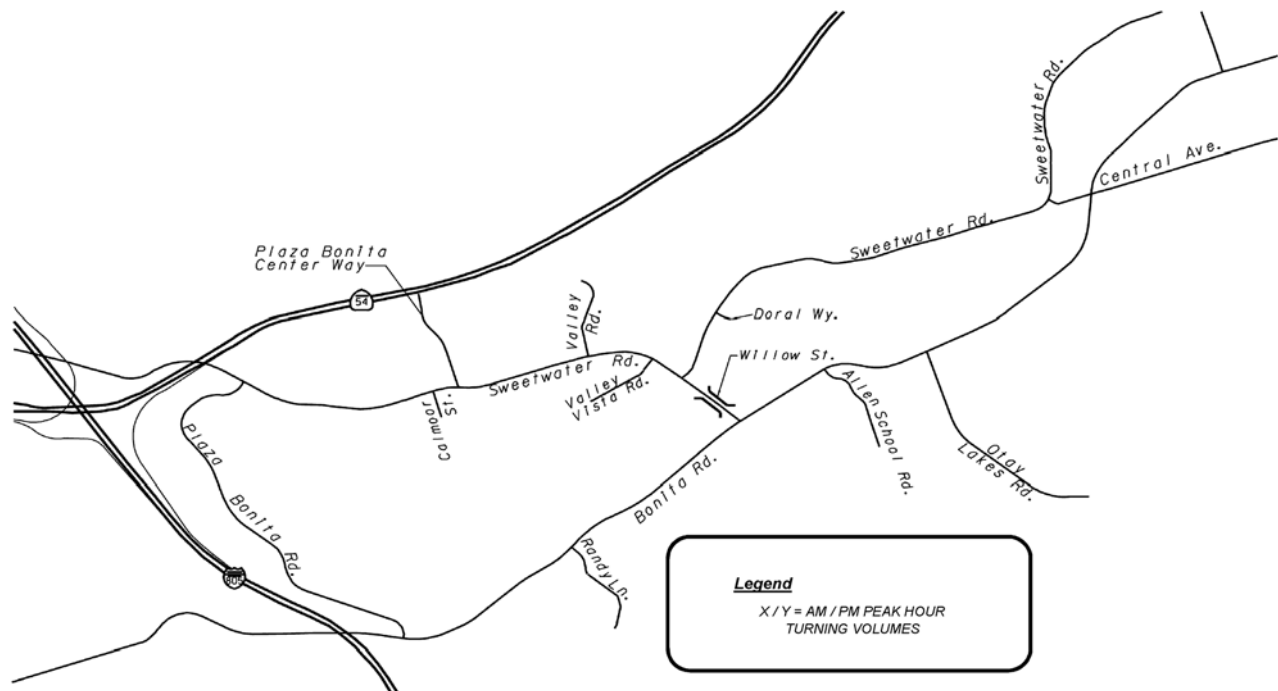 Sweetwater Rd.
Central Ave.
Sweetwater Rd.
Plaza Bonita
Center Way
54
Valley
Rd.
Doral Wy.
Willow St.
Sweetwater Rd.
Valley
Vista Rd.
Calmoor
St.
Allen School Rd.
Plaza
Bonita Rd.
Bonita Rd.
Otay
Lakes Rd.
Randy Ln.
805
Legend
X / Y = AM / PM PEAK HOUR
TURNING VOLUMES